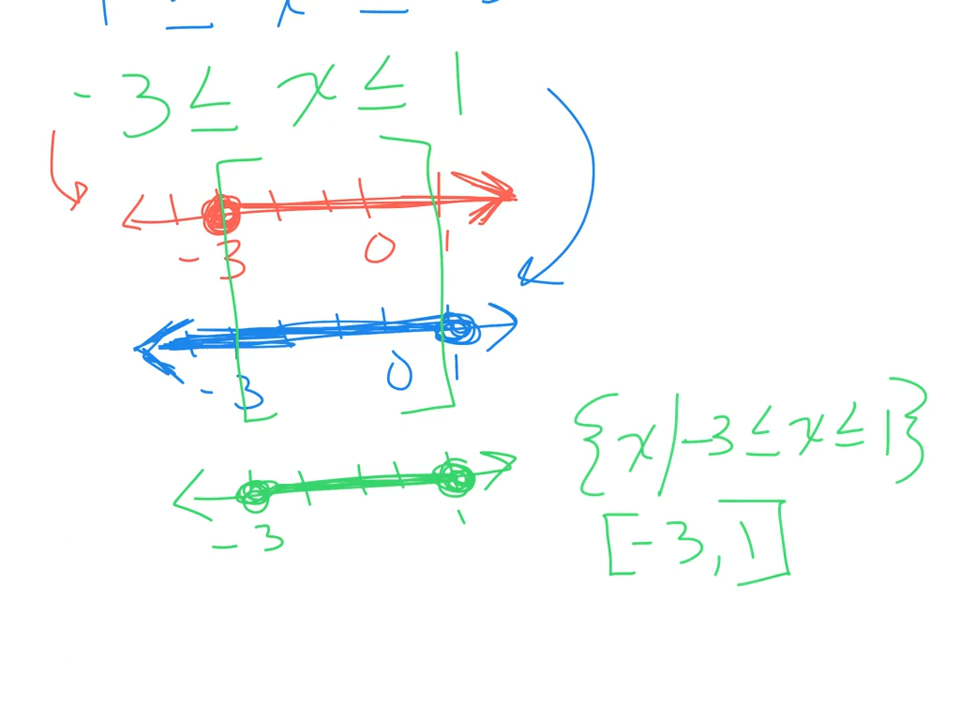 -3 ≤ x ≤ 1
-3 0 1
-3 0 1
{x|-3 ≤ x ≤ 1}
-3 1
[-3, 1]